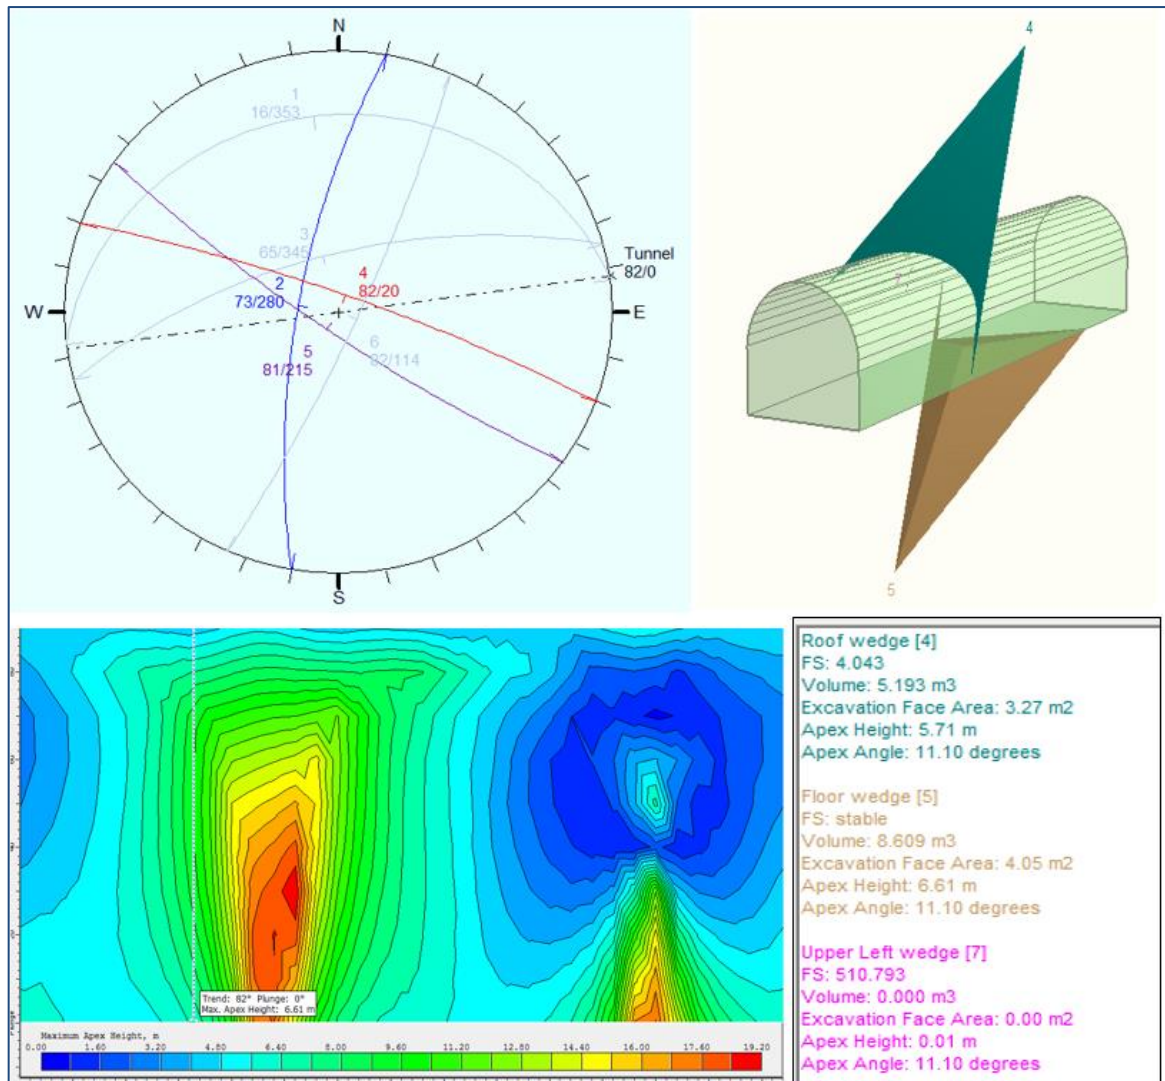 N
1
16/353
3
65/345
Tunnel
82/0
4
82/20
2
73/280
W
E
5
81/215
6
82/114
S
4
7
5
Trend: 82° Plunge: 0°
Max. Apex Height: 6.61 m
Maximum Apex Height, m
0.00 1.60 3.20 4.80 6.40 8.00 9.60 11.20 12.80 14.40 16.00 17.60 19.20
Roof wedge [4]
FS: 4.043
Volume: 5.193 m3
Excavation Face Area: 3.27 m2
Apex Height: 5.71 m
Apex Angle: 11.10 degrees
Floor wedge [5]
FS: stable
Volume: 8.609 m3
Excavation Face Area: 4.05 m2
Apex Height: 6.61 m
Apex Angle: 11.10 degrees
Upper Left wedge [7]
FS: 510.793
Volume: 0.000 m3
Excavation Face Area: 0.00 m2
Apex Height: 0.01 m
Apex Angle: 11.10 degrees